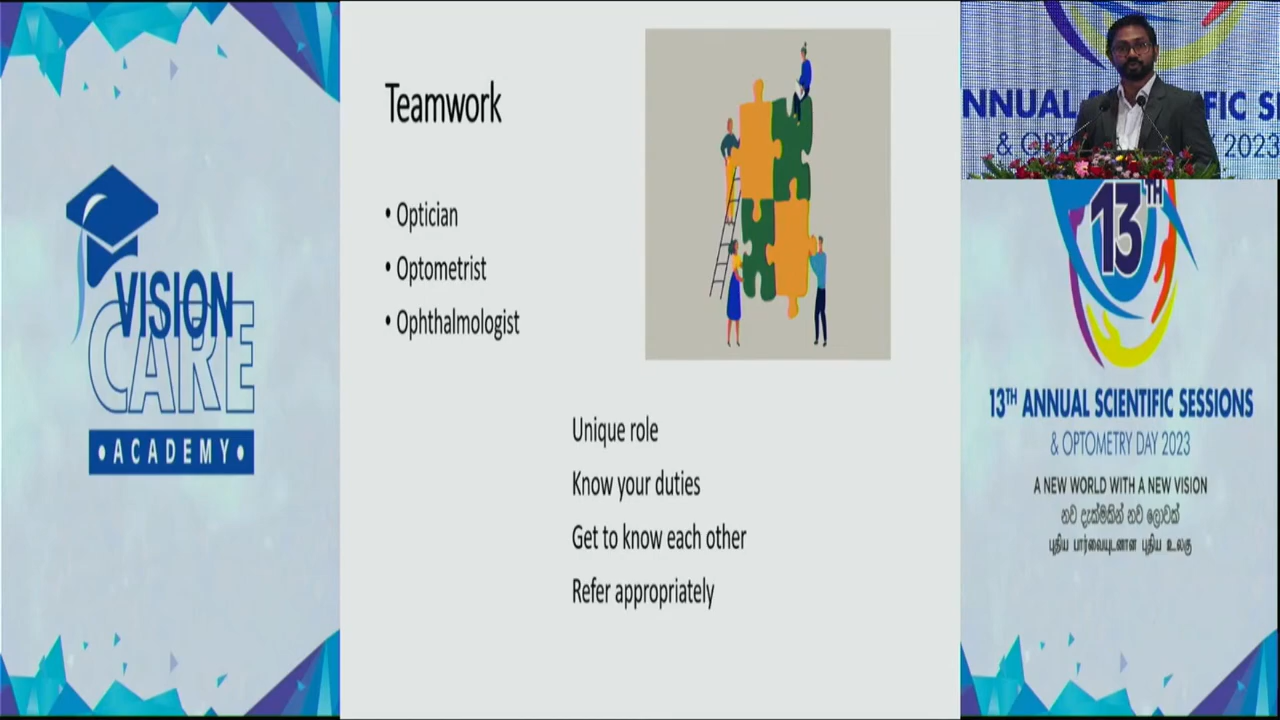 VISION
CARE
•ACADEMY•
Teamwork
• Optician
• Optometrist
• Ophthalmologist
Unique role
Know your duties
Get to know each other
Refer appropriately
NNUAL S FIC S
& OPT 2023
13TH
13TH ANNUAL SCIENTIFIC SESSIONS
& OPTOMETRY DAY 2023
A NEW WORLD WITH A NEW VISION
නව දැක්මකින් නව ලොවක්
புதிய பார்வையுடனான புதிய உலகு